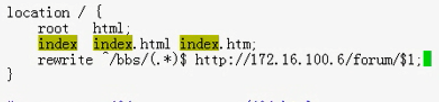 location / {
    root   html;
    index  index.html index.htm;
    rewrite ^/bbs/(.*)$ http://172.16.100.6/forum/$1;
}